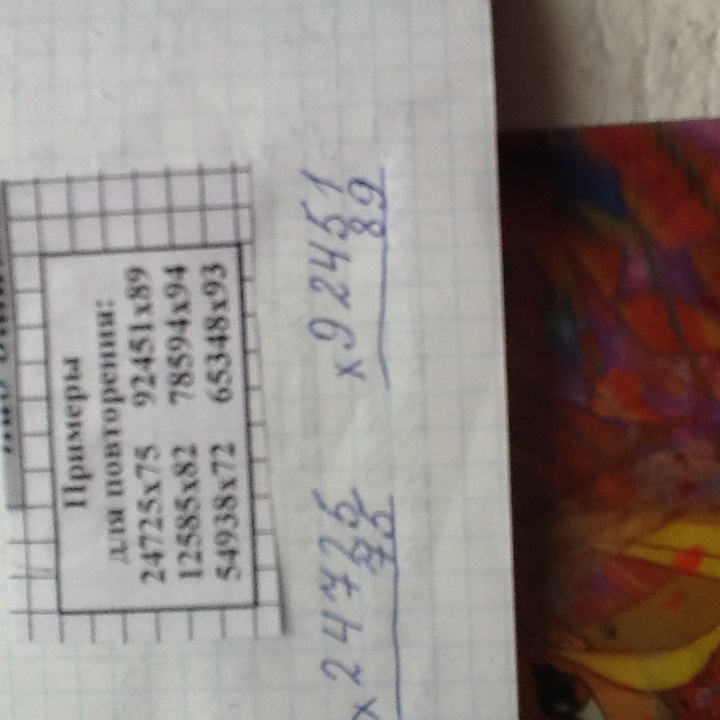 Примеры
для повторения:
24725x75 92451x89
12585x82 78594x94
54938x72 65348x93
x24725 x92451
75 89